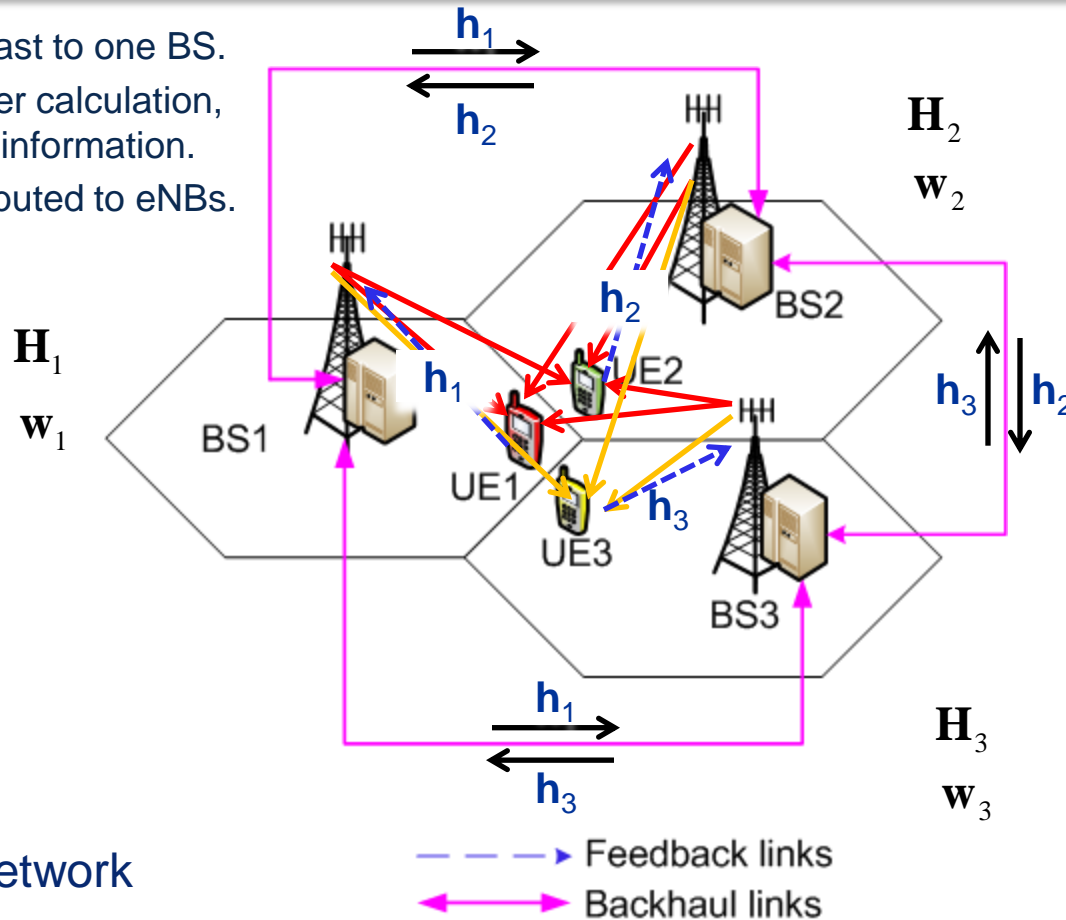 ast to one BS.
er calculation,
information.
outed to eNBs.
h₁
h₂
H₂
w₂
BS2
H₁
w₁
BS1
h₁
h₂
UE2
UE1
h₃
UE3
BS3
h₃
h₂
h₁
h₃
H₃
w₃
etwork
Feedback links
Backhaul links